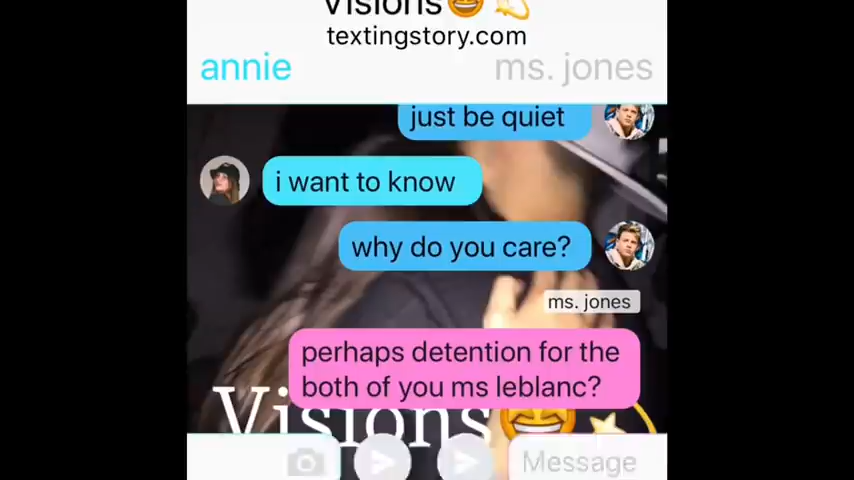 Visions🤩💫
textingstory.com
annie
ms. jones
just be quiet
i want to know
why do you care?
ms. jones
perhaps detention for the
both of you ms leblanc?
Visions🤩💫
Message